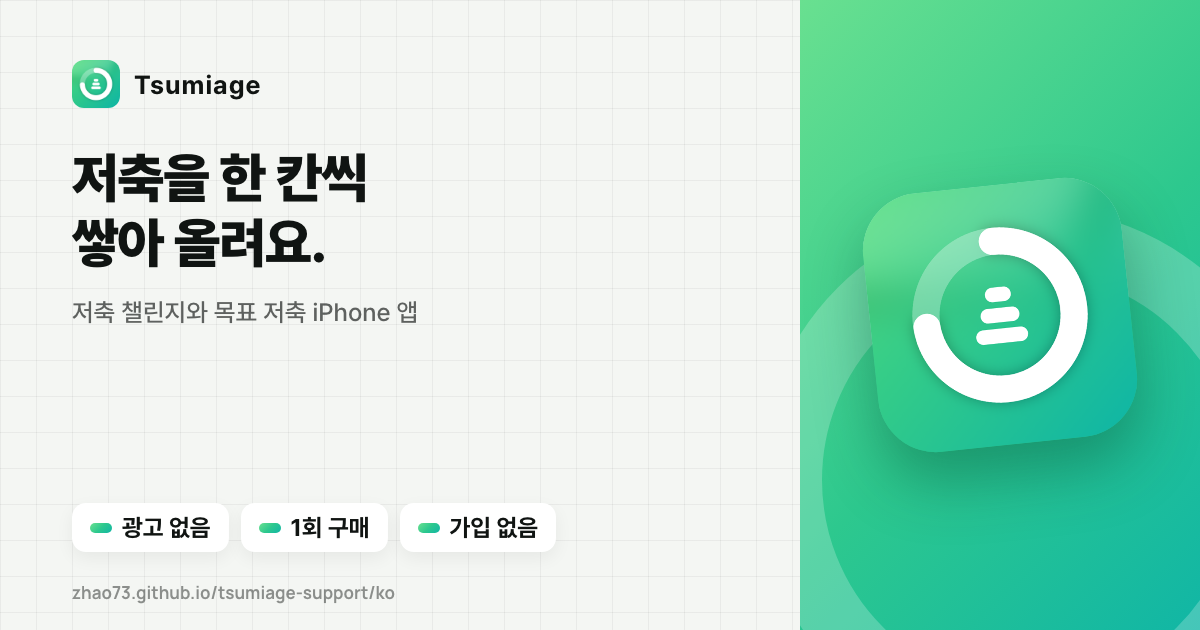 Tsumiage
저축을 한 칸씩
쌓아 올려요.
저축 챌린지와 목표 저축 iPhone 앱
광고 없음
1회 구매
가입 없음
zhao73.github.io/tsumiage-support/ko